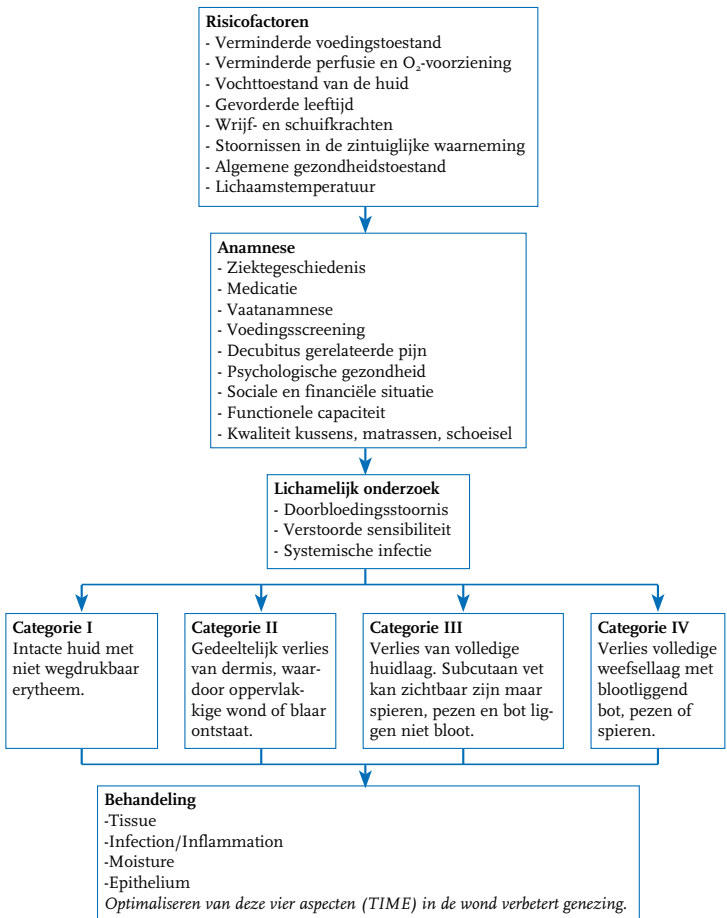 Risicofactoren
- Verminderde voedingstoestand
- Verminderde perfusie en O₂-voorziening
- Vochttoestand van de huid
- Gevorderde leeftijd
- Wrijf- en schuifkrachten
- Stoornissen in de zintuiglijke waarneming
- Algemene gezondheidstoestand
- Lichaamstemperatuur
Anamnese
- Ziektegeschiedenis
- Medicatie
- Vaatanamnese
- Voedingsscreening
- Decubitus gerelateerde pijn
- Psychologische gezondheid
- Sociale en financiële situatie
- Functionele capaciteit
- Kwaliteit kussens, matrassen, schoeisel
Lichamelijk onderzoek
- Doorbloedingsstoornis
- Verstoorde sensibiliteit
- Systemische infectie
Categorie I
Intacte huid met
niet wegdrukbaar
erytheem.
Categorie II
Gedeeltelijk verlies
van dermis, waar-
door oppervlak-
kige wond of blaar
ontstaat.
Categorie III
Verlies van volledige
huidlaag. Subcutaan vet
kan zichtbaar zijn maar
spieren, pezen en bot lig-
gen niet bloot.
Categorie IV
Verlies volledige
weefsellaag met
blootliggend
bot, pezen of
spieren.
Behandeling
-Tissue
-Infection/Inflammation
-Moisture
-Epithelium
Optimaliseren van deze vier aspecten (TIME) in de wond verbetert genezing.